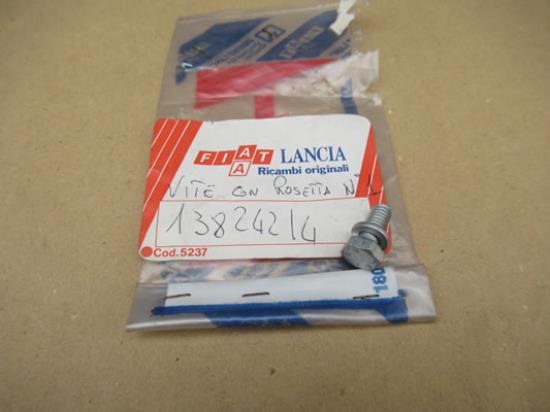 FIAT LANCIA
A
Ricambi originali
VITE CON ROSETTA N°1
13824214
Cod.5237
180